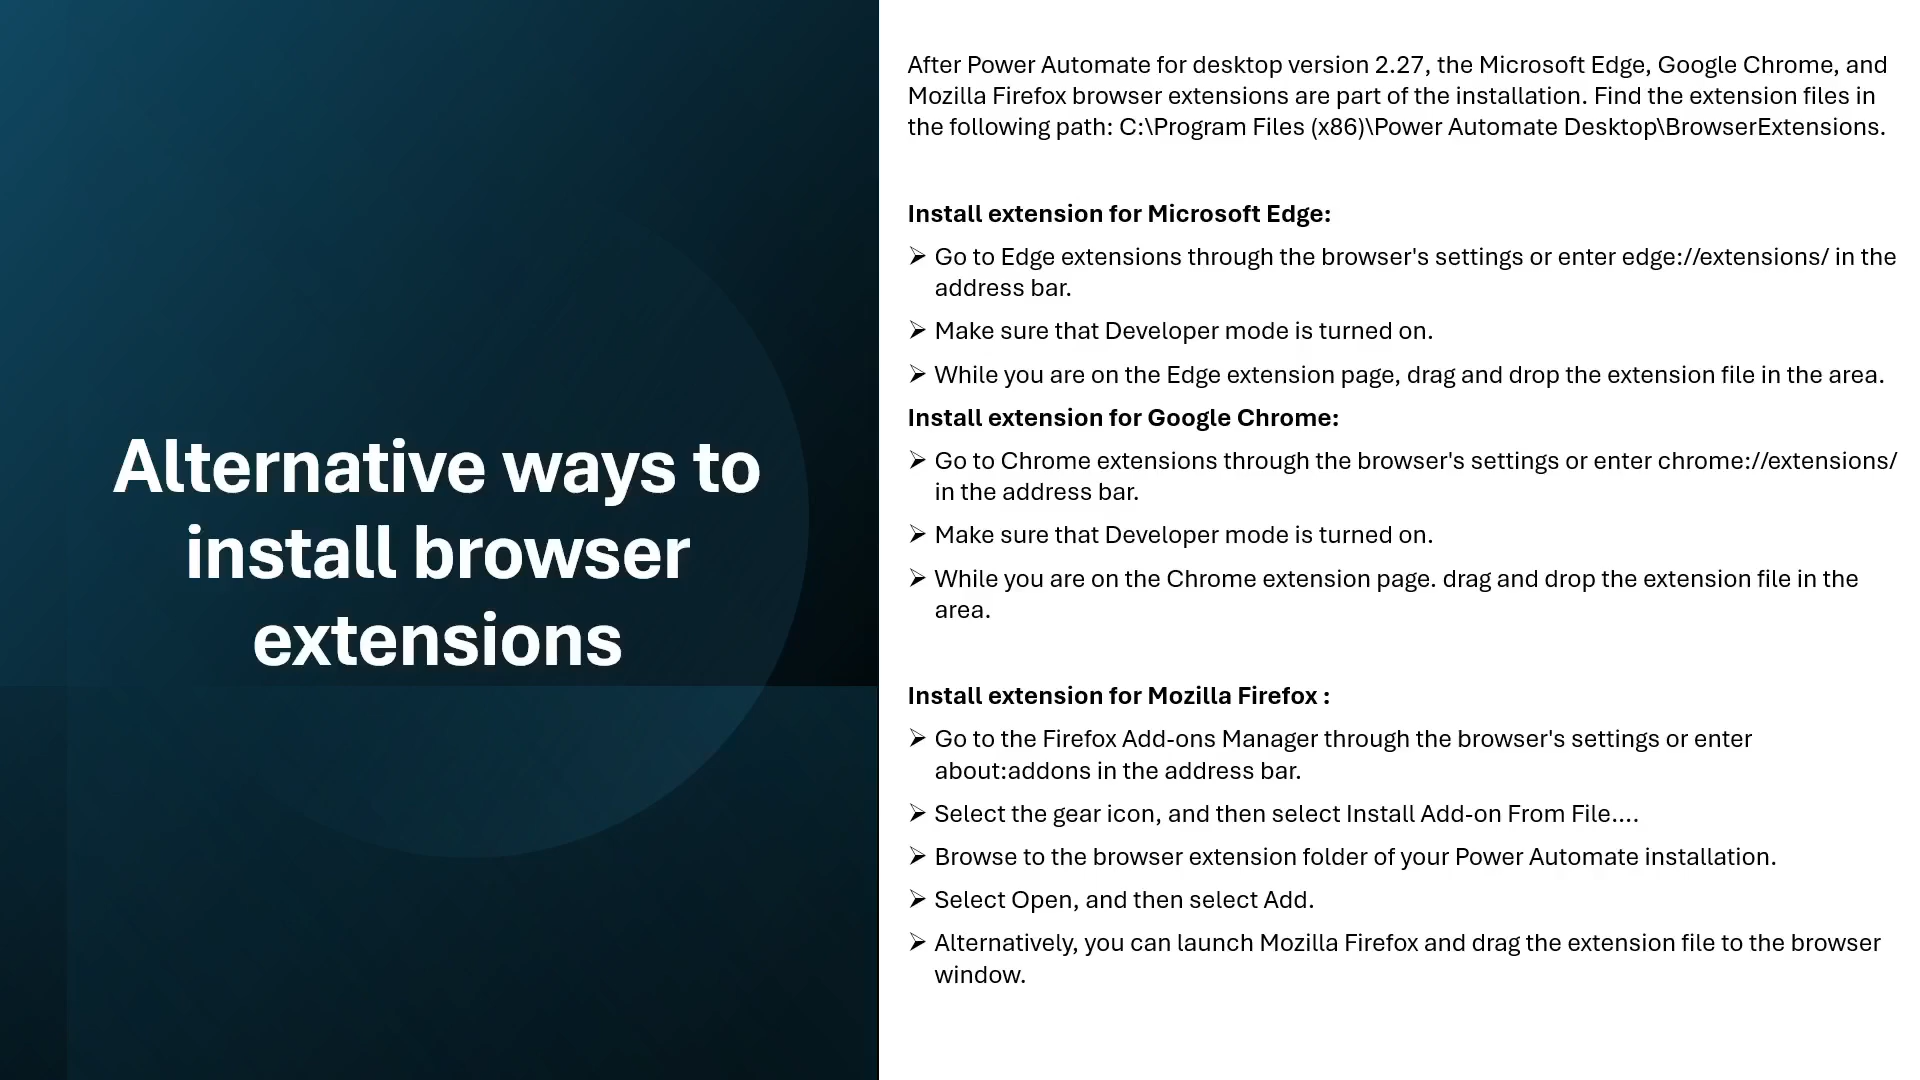 Alternative ways to
install browser
extensions
After Power Automate for desktop version 2.27, the Microsoft Edge, Google Chrome, and
Mozilla Firefox browser extensions are part of the installation. Find the extension files in
the following path: C:\Program Files (x86)\Power Automate Desktop\BrowserExtensions.
Install extension for Microsoft Edge:
➢ Go to Edge extensions through the browser's settings or enter edge://extensions/ in the
address bar.
➢ Make sure that Developer mode is turned on.
➢ While you are on the Edge extension page, drag and drop the extension file in the area.
Install extension for Google Chrome:
➢ Go to Chrome extensions through the browser's settings or enter chrome://extensions/
in the address bar.
➢ Make sure that Developer mode is turned on.
➢ While you are on the Chrome extension page. drag and drop the extension file in the
area.
Install extension for Mozilla Firefox :
➢ Go to the Firefox Add-ons Manager through the browser's settings or enter
about:addons in the address bar.
➢ Select the gear icon, and then select Install Add-on From File....
➢ Browse to the browser extension folder of your Power Automate installation.
➢ Select Open, and then select Add.
➢ Alternatively, you can launch Mozilla Firefox and drag the extension file to the browser
window.